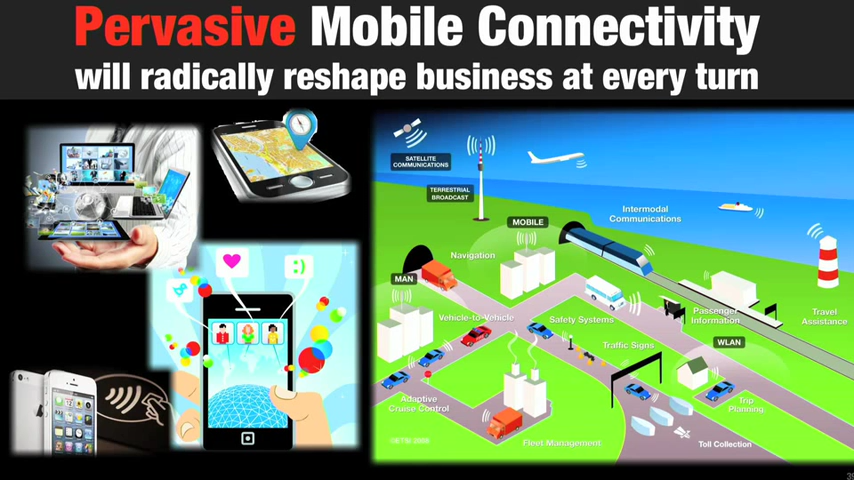 Pervasive Mobile Connectivity
will radically reshape business at every turn
SATELLITE
COMMUNICATIONS
TERRESTRIAL
BROADCAST
MOBILE
Intermodal
Communications
Navigation
MAN
Vehicle-to-Vehicle
Safety Systems
Passenger
Information
Travel
Assistance
Traffic Signs
WLAN
Adaptive
Cruise Control
Trip
Planning
Toll Collection
Fleet Management
:)